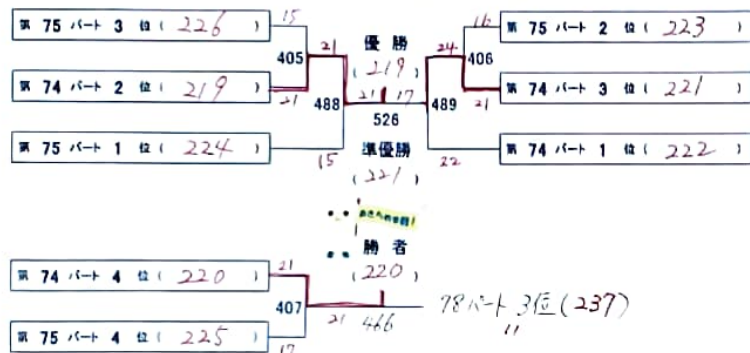 第 75 パート 3 位 ( 226 )
15
405
21
第 74 パート 2 位 ( 219 )
21
488
第 75 パート 1 位 ( 224 )
15
優 勝
( 219 )
21 17
526
準優勝
( 221 )
16
第 75 パート 2 位 ( 223 )
24
406
第 74 パート 3 位 ( 221 )
21
489
第 74 パート 1 位 ( 222 )
22
勝 者
( 220 )
第 74 パート 4 位 ( 220 )
21
407
第 75 パート 4 位 ( 225 )
17
21 466
78パート 3位 (237)
11